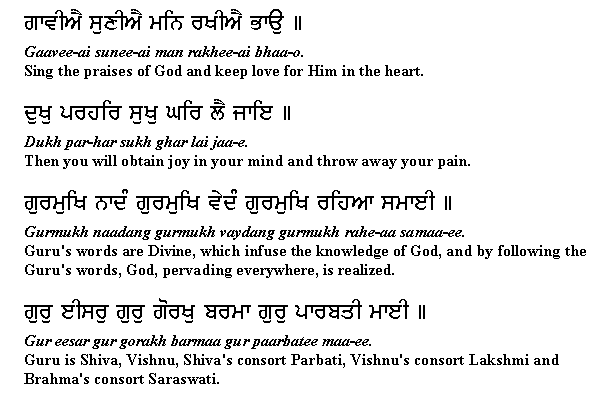 ਗਾਵੀਐ ਸੁਣੀਐ ਮਨਿ ਰਖੀਐ ਭਾਉ ॥
Gaavee-ai sunee-ai man rakhee-ai bhaa-o.
Sing the praises of God and keep love for Him in the heart.
ਦੁਖੁ ਪਰਹਰਿ ਸੁਖੁ ਘਰਿ ਲੈ ਜਾਇ ॥
Dukh par-har sukh ghar lai jaa-e.
Then you will obtain joy in your mind and throw away your pain.
ਗੁਰਮੁਖਿ ਨਾਦੰ ਗੁਰਮੁਖਿ ਵੇਦੰ ਗੁਰਮੁਖਿ ਰਹਿਆ ਸਮਾਈ ॥
Gurmukh naadang gurmukh vaydang gurmukh rahe-aa samaa-ee.
Guru's words are Divine, which infuse the knowledge of God, and by following the
Guru's words, God, pervading everywhere, is realized.
ਗੁਰੁ ਈਸਰੁ ਗੁਰੁ ਗੋਰਖੁ ਬਰਮਾ ਗੁਰੁ ਪਾਰਬਤੀ ਮਾਈ ॥
Gur eesar gur gorakh barmaa gur paarbatee maa-ee.
Guru is Shiva, Vishnu, Shiva's consort Parbati, Vishnu's consort Lakshmi and
Brahma's consort Saraswati.